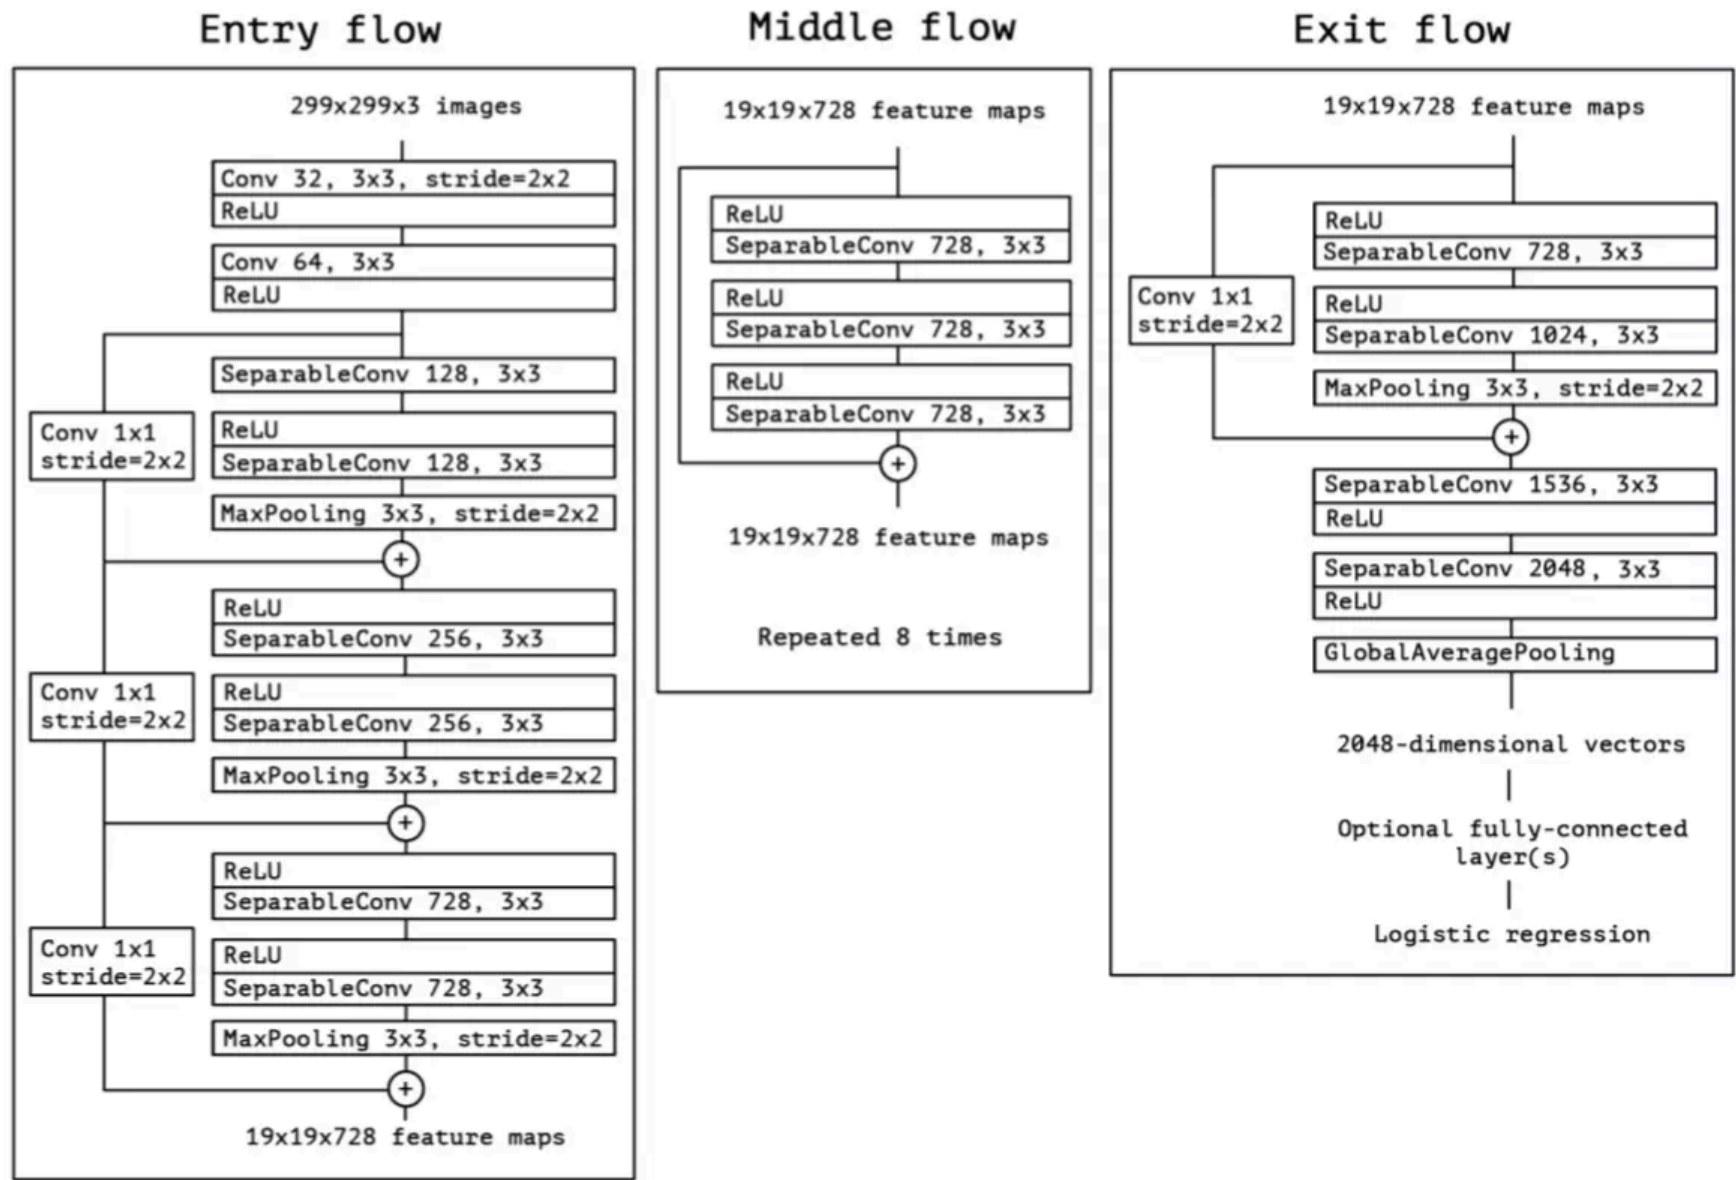 Entry flow
299x299x3 images
Conv 32, 3x3, stride=2x2
ReLU
Conv 64, 3x3
ReLU
SeparableConv 128, 3x3
Conv 1x1
stride=2x2
ReLU
SeparableConv 128, 3x3
MaxPooling 3x3, stride=2x2
+
ReLU
SeparableConv 256, 3x3
Conv 1x1
stride=2x2
ReLU
SeparableConv 256, 3x3
MaxPooling 3x3, stride=2x2
+
ReLU
SeparableConv 728, 3x3
Conv 1x1
stride=2x2
ReLU
SeparableConv 728, 3x3
MaxPooling 3x3, stride=2x2
+
19x19x728 feature maps
Middle flow
19x19x728 feature maps
ReLU
SeparableConv 728, 3x3
ReLU
SeparableConv 728, 3x3
ReLU
SeparableConv 728, 3x3
+
19x19x728 feature maps
Repeated 8 times
Exit flow
19x19x728 feature maps
ReLU
SeparableConv 728, 3x3
Conv 1x1
stride=2x2
ReLU
SeparableConv 1024, 3x3
MaxPooling 3x3, stride=2x2
+
SeparableConv 1536, 3x3
ReLU
SeparableConv 2048, 3x3
ReLU
GlobalAveragePooling
2048-dimensional vectors
Optional fully-connected
layer(s)
Logistic regression